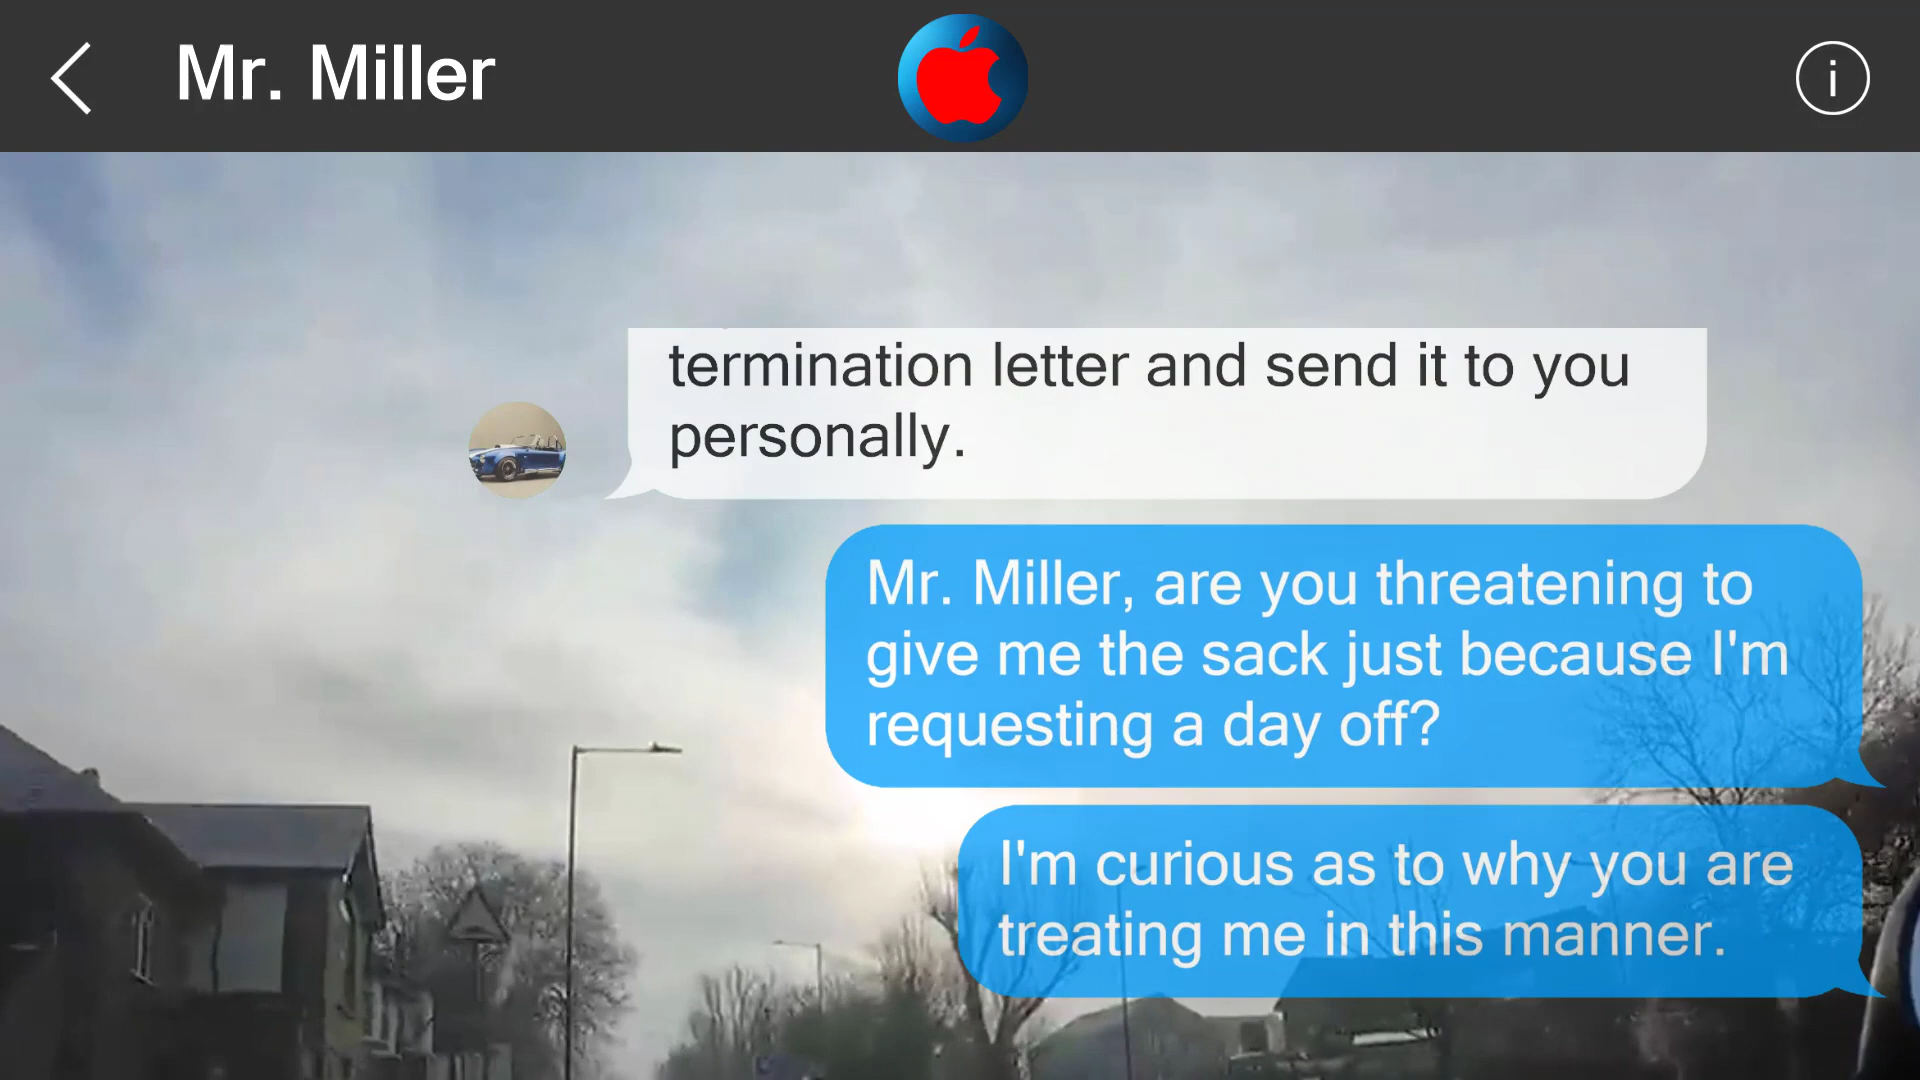 Mr. Miller
i
termination letter and send it to you
personally.
Mr. Miller, are you threatening to
give me the sack just because I'm
requesting a day off?
I'm curious as to why you are
treating me in this manner.